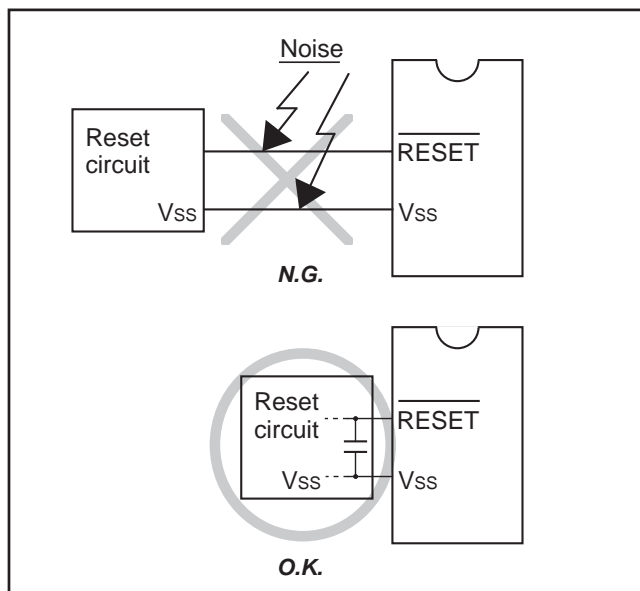 Noise
Reset
circuit
RESET
Vss
Vss
N.G.
Reset
circuit
RESET
Vss
Vss
O.K.